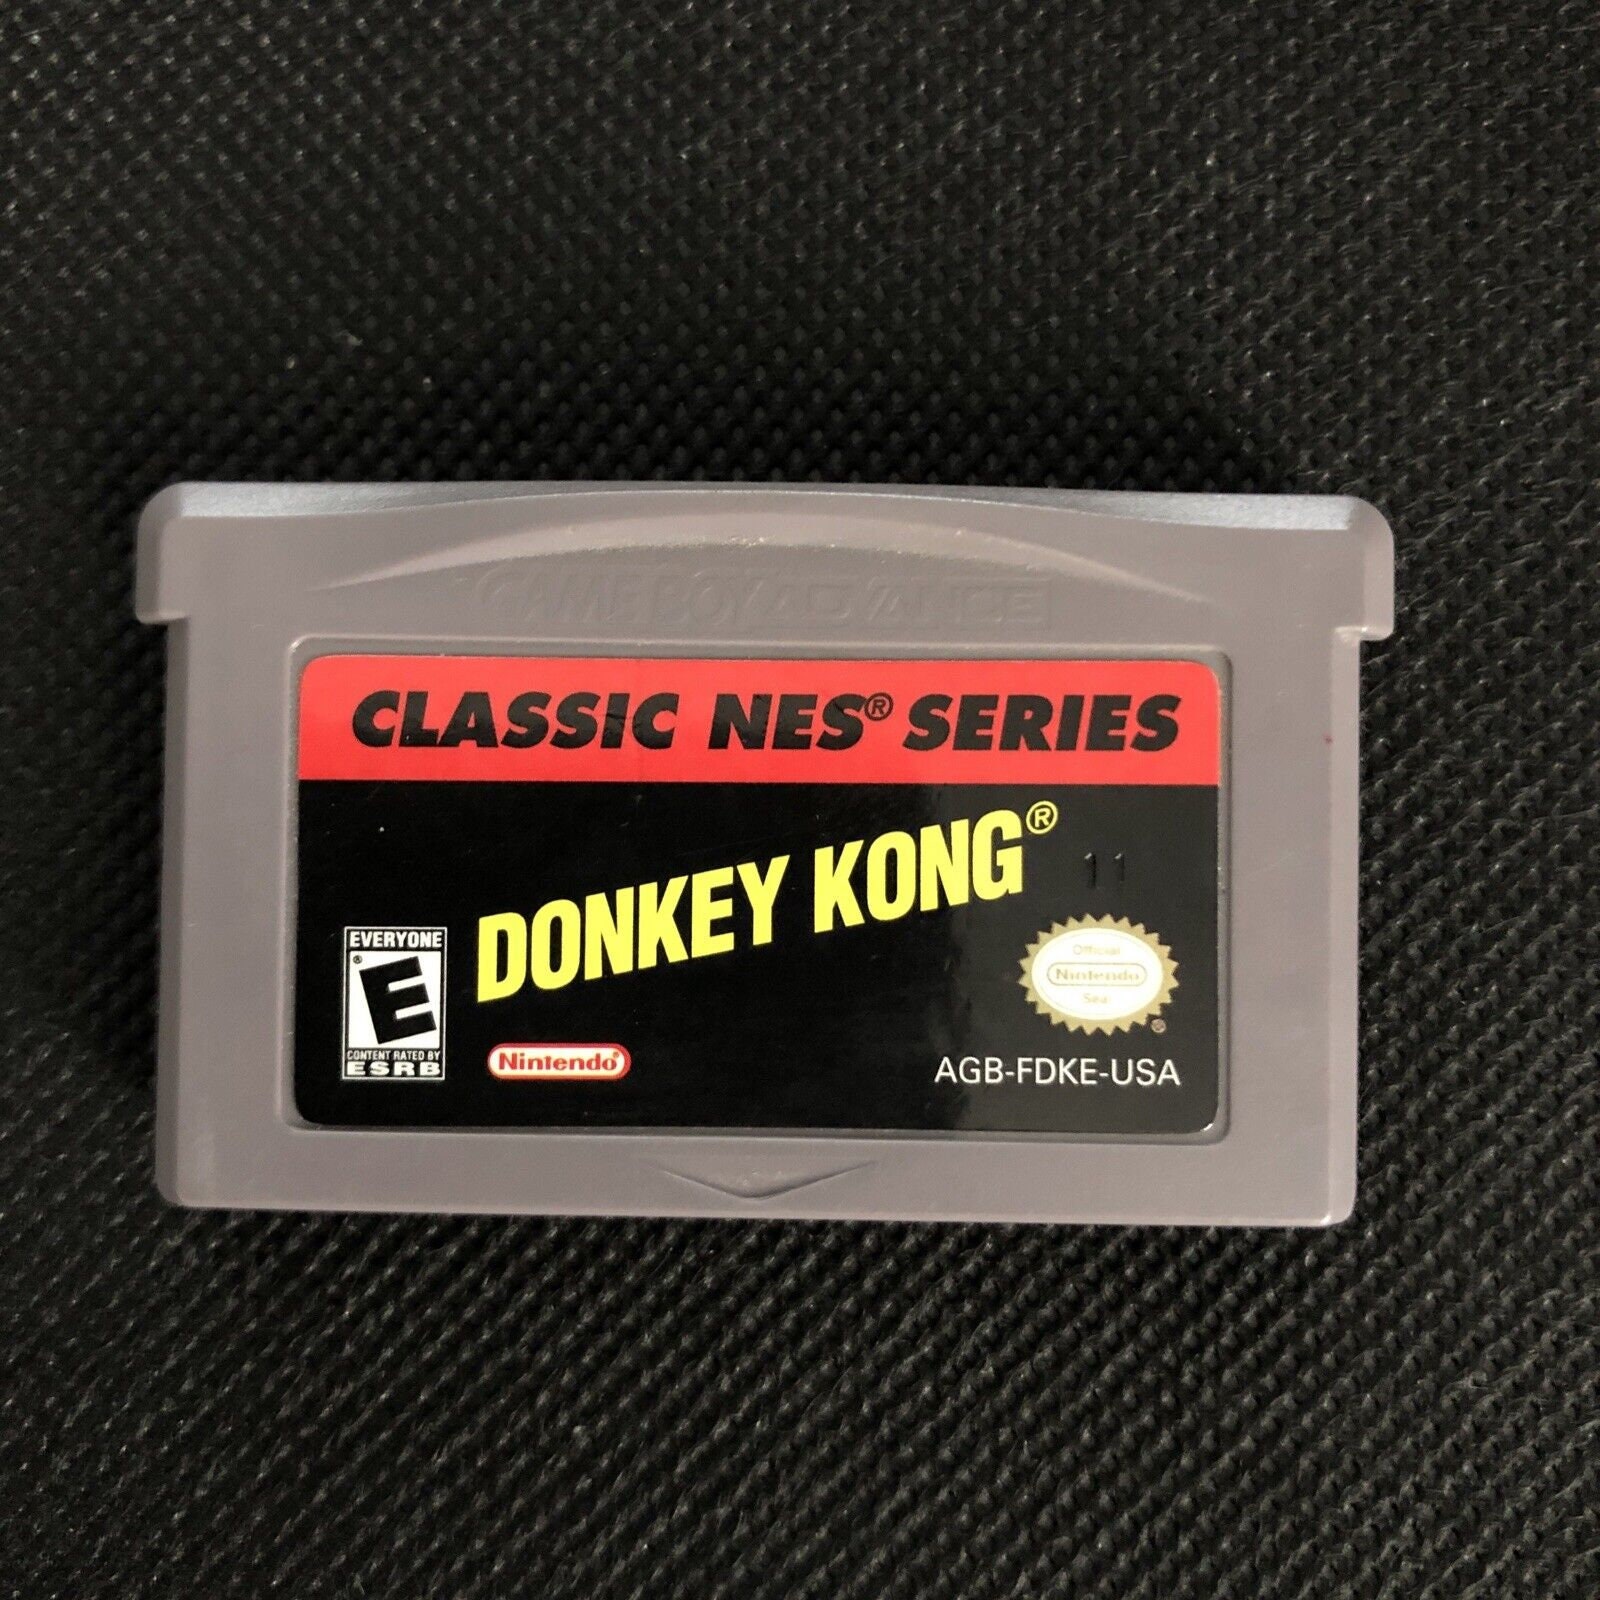 GAME BOY ADVANCE
CLASSIC NES® SERIES
DONKEY KONG®
11
EVERYONE
E®
CONTENT RATED BY
ESRB
Nintendo®
Official
Nintendo
Seal
®
AGB-FDKE-USA